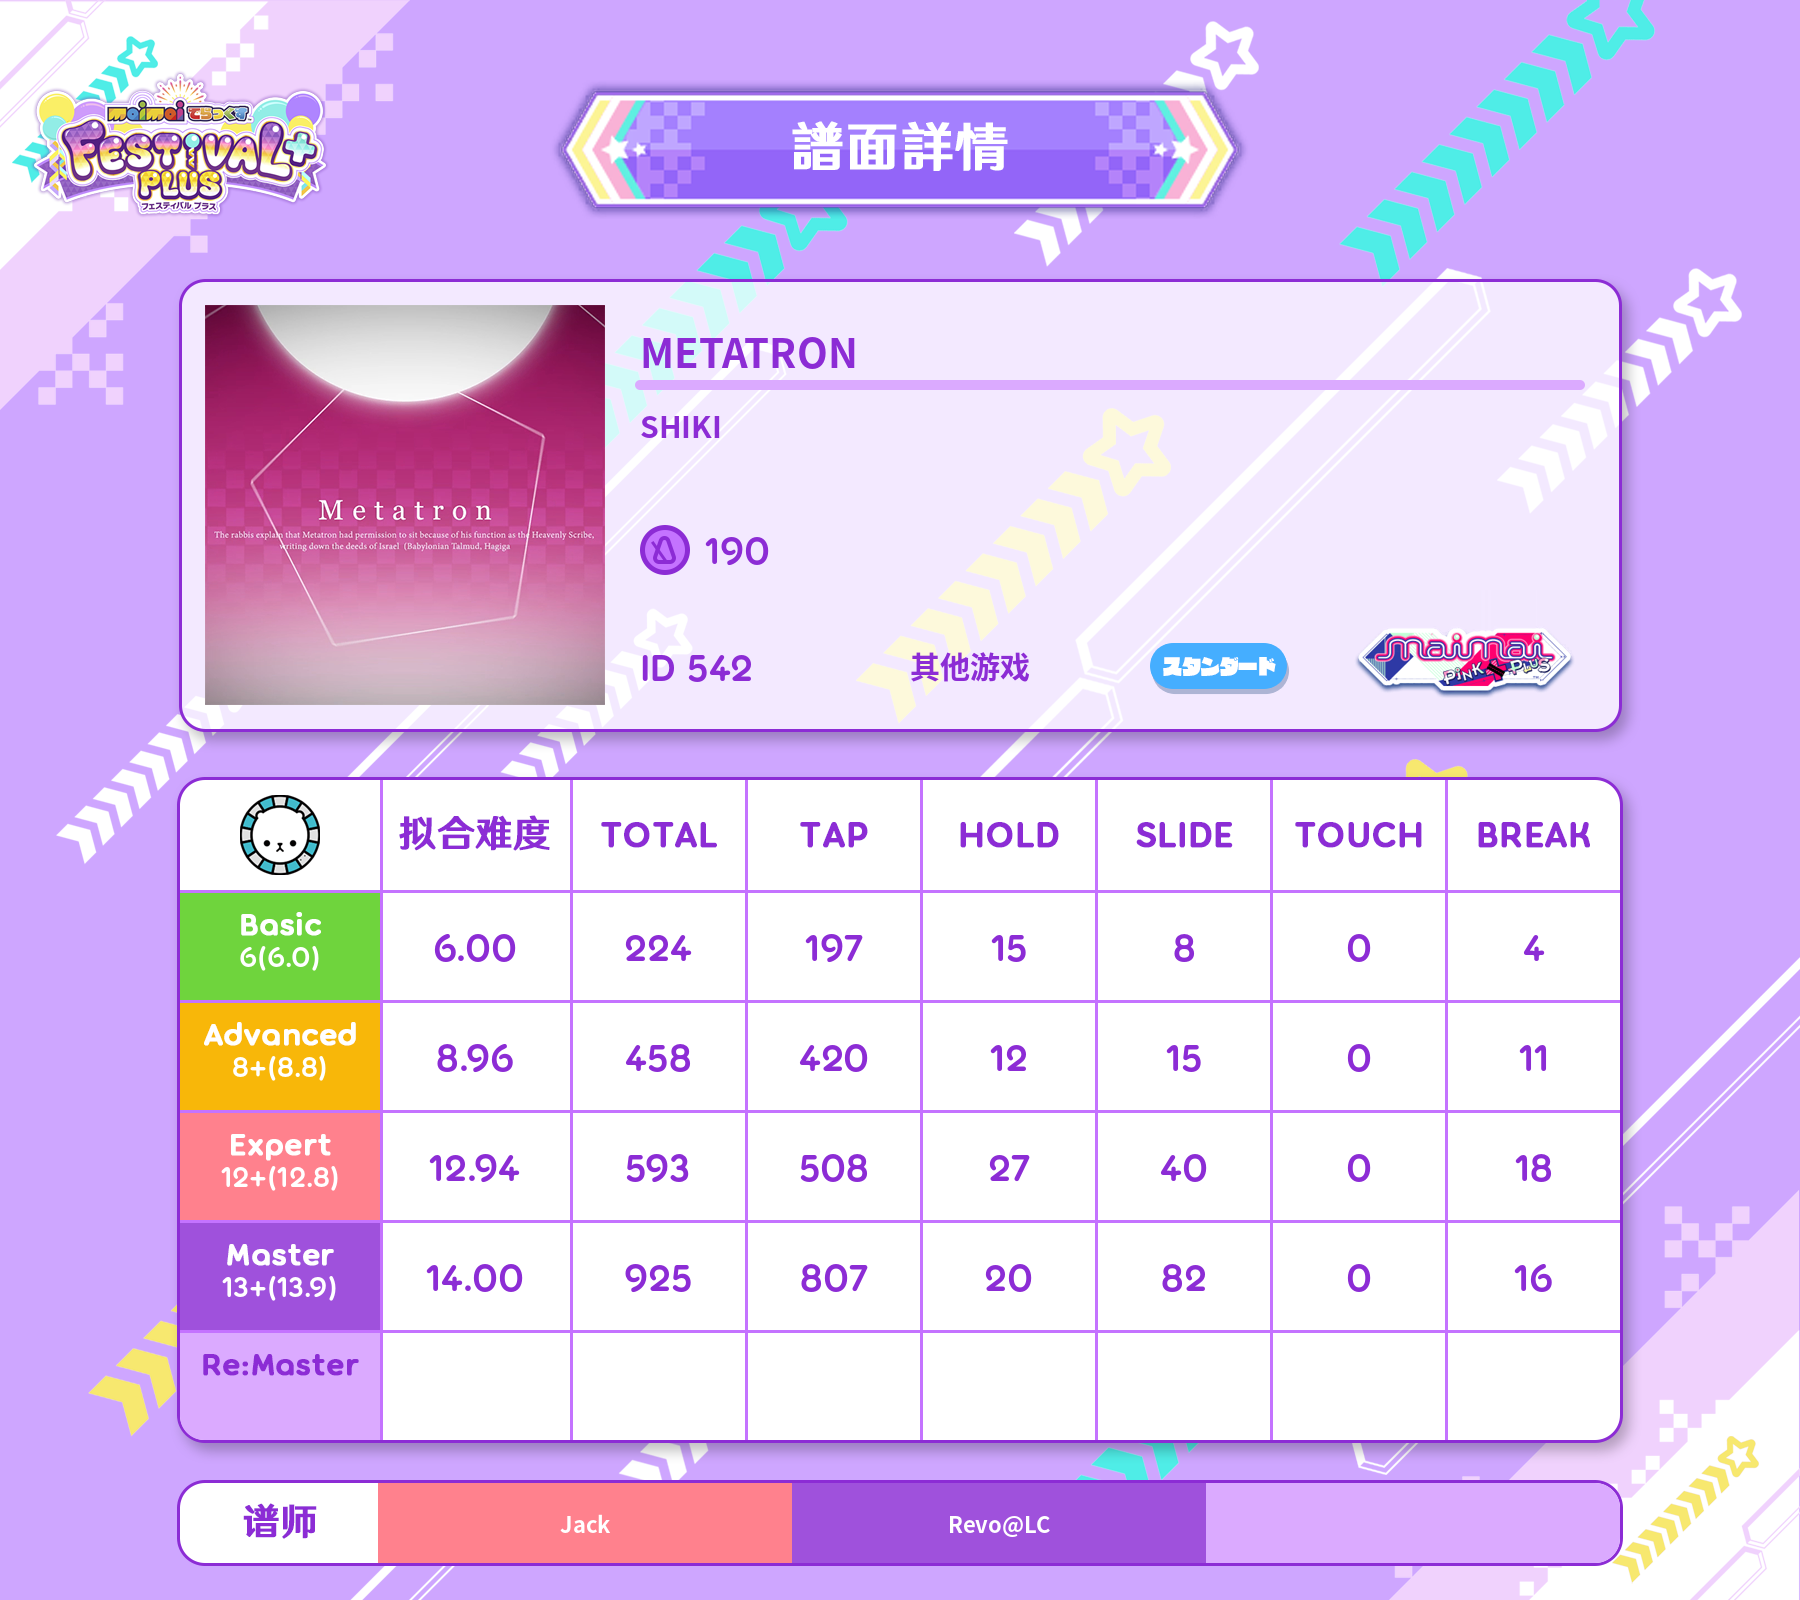 maimai でらっくす
FESTIVAL+
PLUS
フェスティバル プラス
譜面詳情
METATRON
SHIKI
Metatron
The rabbis explain that Metatron had permission to sit because of his function as the Heavenly Scribe,
writing down the deeds of Israel (Babylonian Talmud, Hagiga
190
ID 542
其他游戏
スタンダード
maimai
PiNK PLUS
拟合难度 TOTAL TAP HOLD SLIDE TOUCH BREAK
Basic
6(6.0)
6.00 224 197 15 8 0 4
Advanced
8+(8.8)
8.96 458 420 12 15 0 11
Expert
12+(12.8)
12.94 593 508 27 40 0 18
Master
13+(13.9)
14.00 925 807 20 82 0 16
Re:Master
谱师 Jack Revo@LC